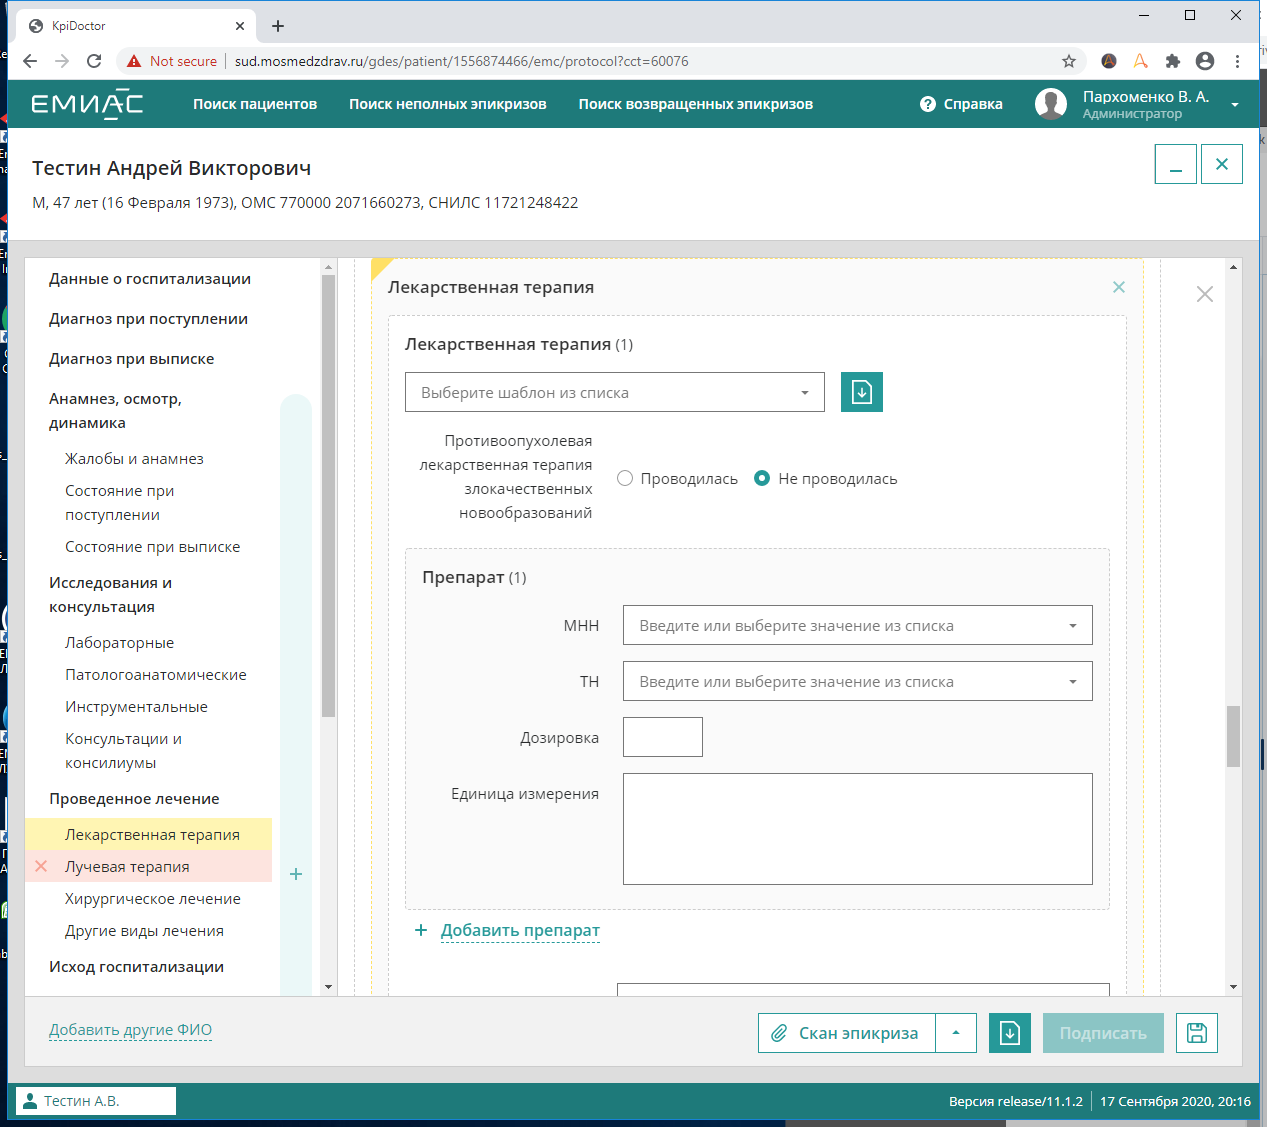 KpiDoctor
Not secure
sud.mosmedzdrav.ru/gdes/patient/1556874466/emc/protocol?cct=60076
ЕМИАС
Поиск пациентов
Поиск неполных эпикризов
Поиск возвращенных эпикризов
Справка
Пархоменко В. А.
Администратор
Тестин Андрей Викторович
М, 47 лет (16 Февраля 1973), ОМС 770000 2071660273, СНИЛС 11721248422
Данные о госпитализации
Диагноз при поступлении
Диагноз при выписке
Анамнез, осмотр,
динамика
Жалобы и анамнез
Состояние при
поступлении
Состояние при выписке
Исследования и
консультация
Лабораторные
Патологоанатомические
Инструментальные
Консультации и
консилиумы
Проведенное лечение
Лекарственная терапия
Лучевая терапия
Хирургическое лечение
Другие виды лечения
Исход госпитализации
Лекарственная терапия
Лекарственная терапия (1)
Выберите шаблон из списка
Противоопухолевая
лекарственная терапия
злокачественных
новообразований
Проводилась
Не проводилась
Препарат (1)
МНН
Введите или выберите значение из списка
ТН
Введите или выберите значение из списка
Дозировка
Единица измерения
+ Добавить препарат
Добавить другие ФИО
Скан эпикриза
Подписать
Тестин А.В.
Версия release/11.1.2
17 Сентября 2020, 20:16